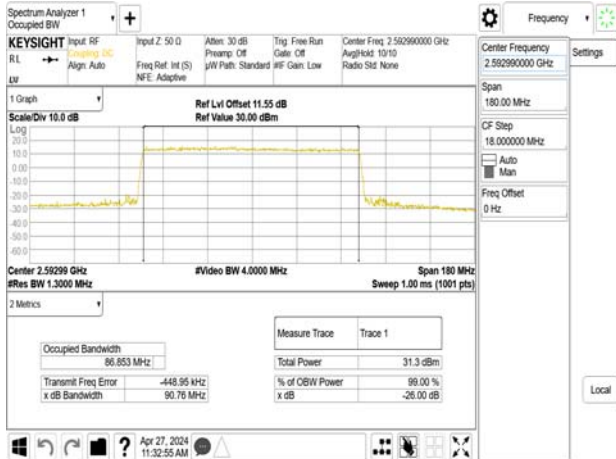 Spectrum Analyzer 1
Occupied BW
+
Frequency
KEYSIGHT Input: RF
RL
Coupling: DC
Align: Auto
LXI
Input Z: 50 Ω
Freq Ref: Int (S)
NFE: Adaptive
Atten: 30 dB
Preamp: Off
µW Path: Standard
Trig: Free Run
Gate: Off
#IF Gain: Low
Center Freq: 2.592990000 GHz
Avg|Hold: 10/10
Radio Std: None
Center Frequency
2.592990000 GHz
Settings
Span
180.00 MHz
CF Step
18.000000 MHz
Auto
Man
Freq Offset
0 Hz
Local
1 Graph
Scale/Div 10.0 dB
Ref Lvl Offset 11.55 dB
Ref Value 30.00 dBm
Log
20.0
10.0
0.00
-10.0
-20.0
-30.0
-40.0
-50.0
-60.0
Center 2.59299 GHz
#Video BW 4.0000 MHz
Span 180 MHz
#Res BW 1.3000 MHz
Sweep 1.00 ms (1001 pts)
2 Metrics
Measure Trace Trace 1
Occupied Bandwidth
86.853 MHz
Total Power 31.3 dBm
Transmit Freq Error -448.95 kHz
% of OBW Power 99.00 %
x dB Bandwidth 90.76 MHz
x dB -26.00 dB
?
Apr 27, 2024
11:32:55 AM